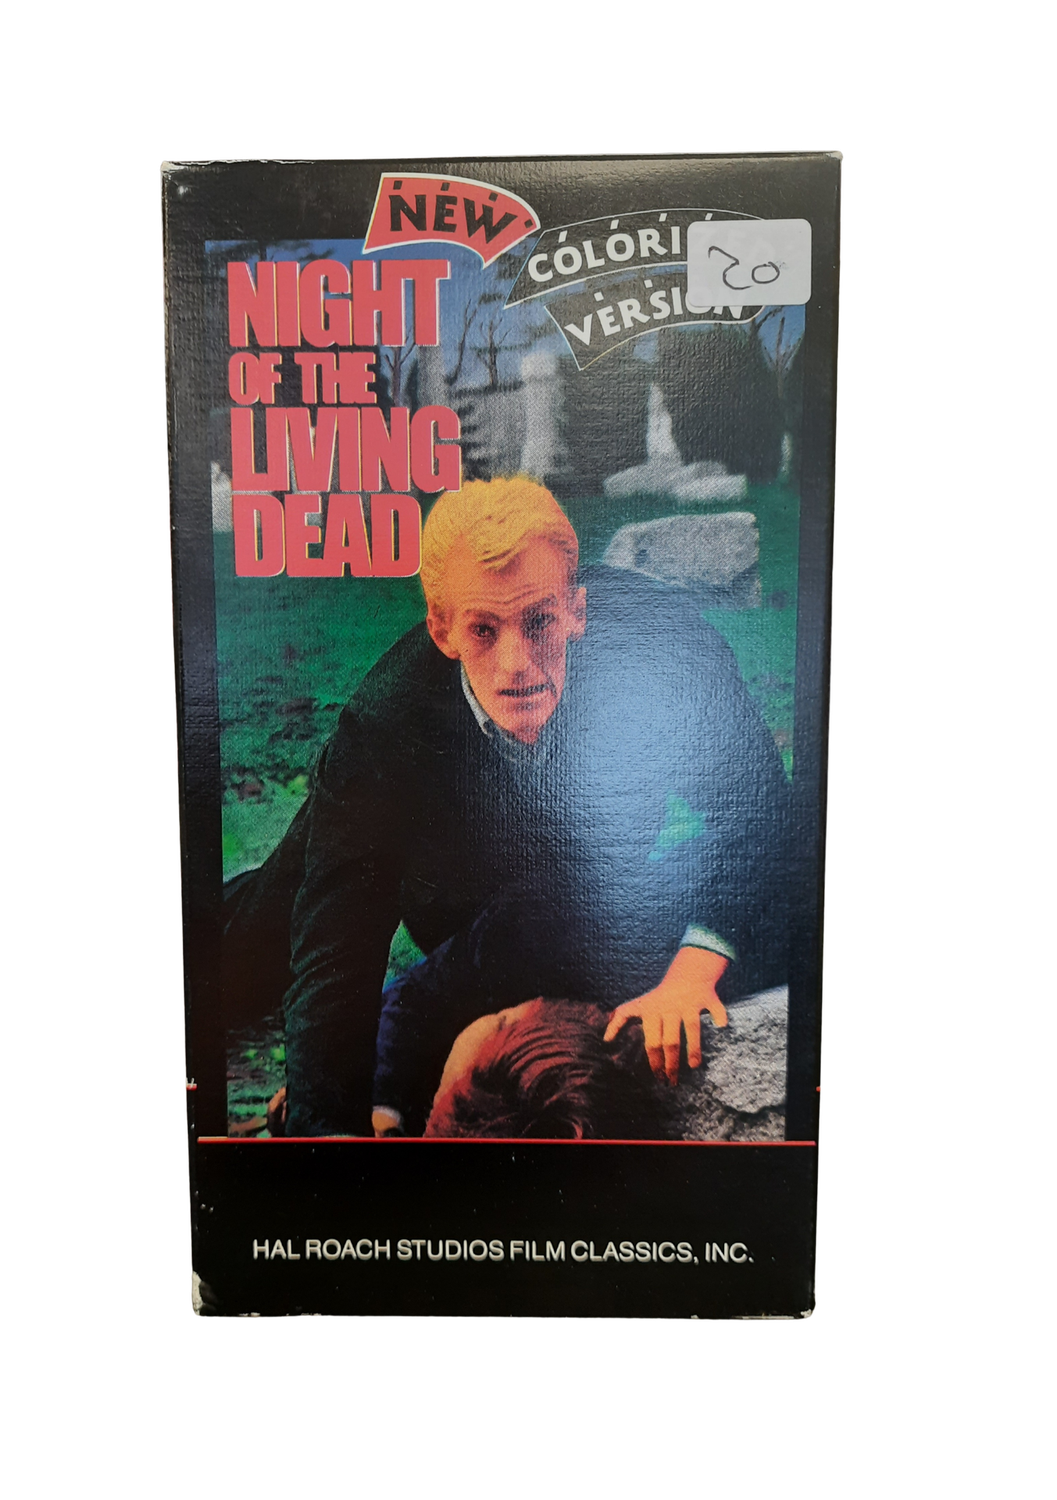 NEW
COLORI
VERSION
20
NIGHT
OF THE
LIVING
DEAD
HAL ROACH STUDIOS FILM CLASSICS, INC.